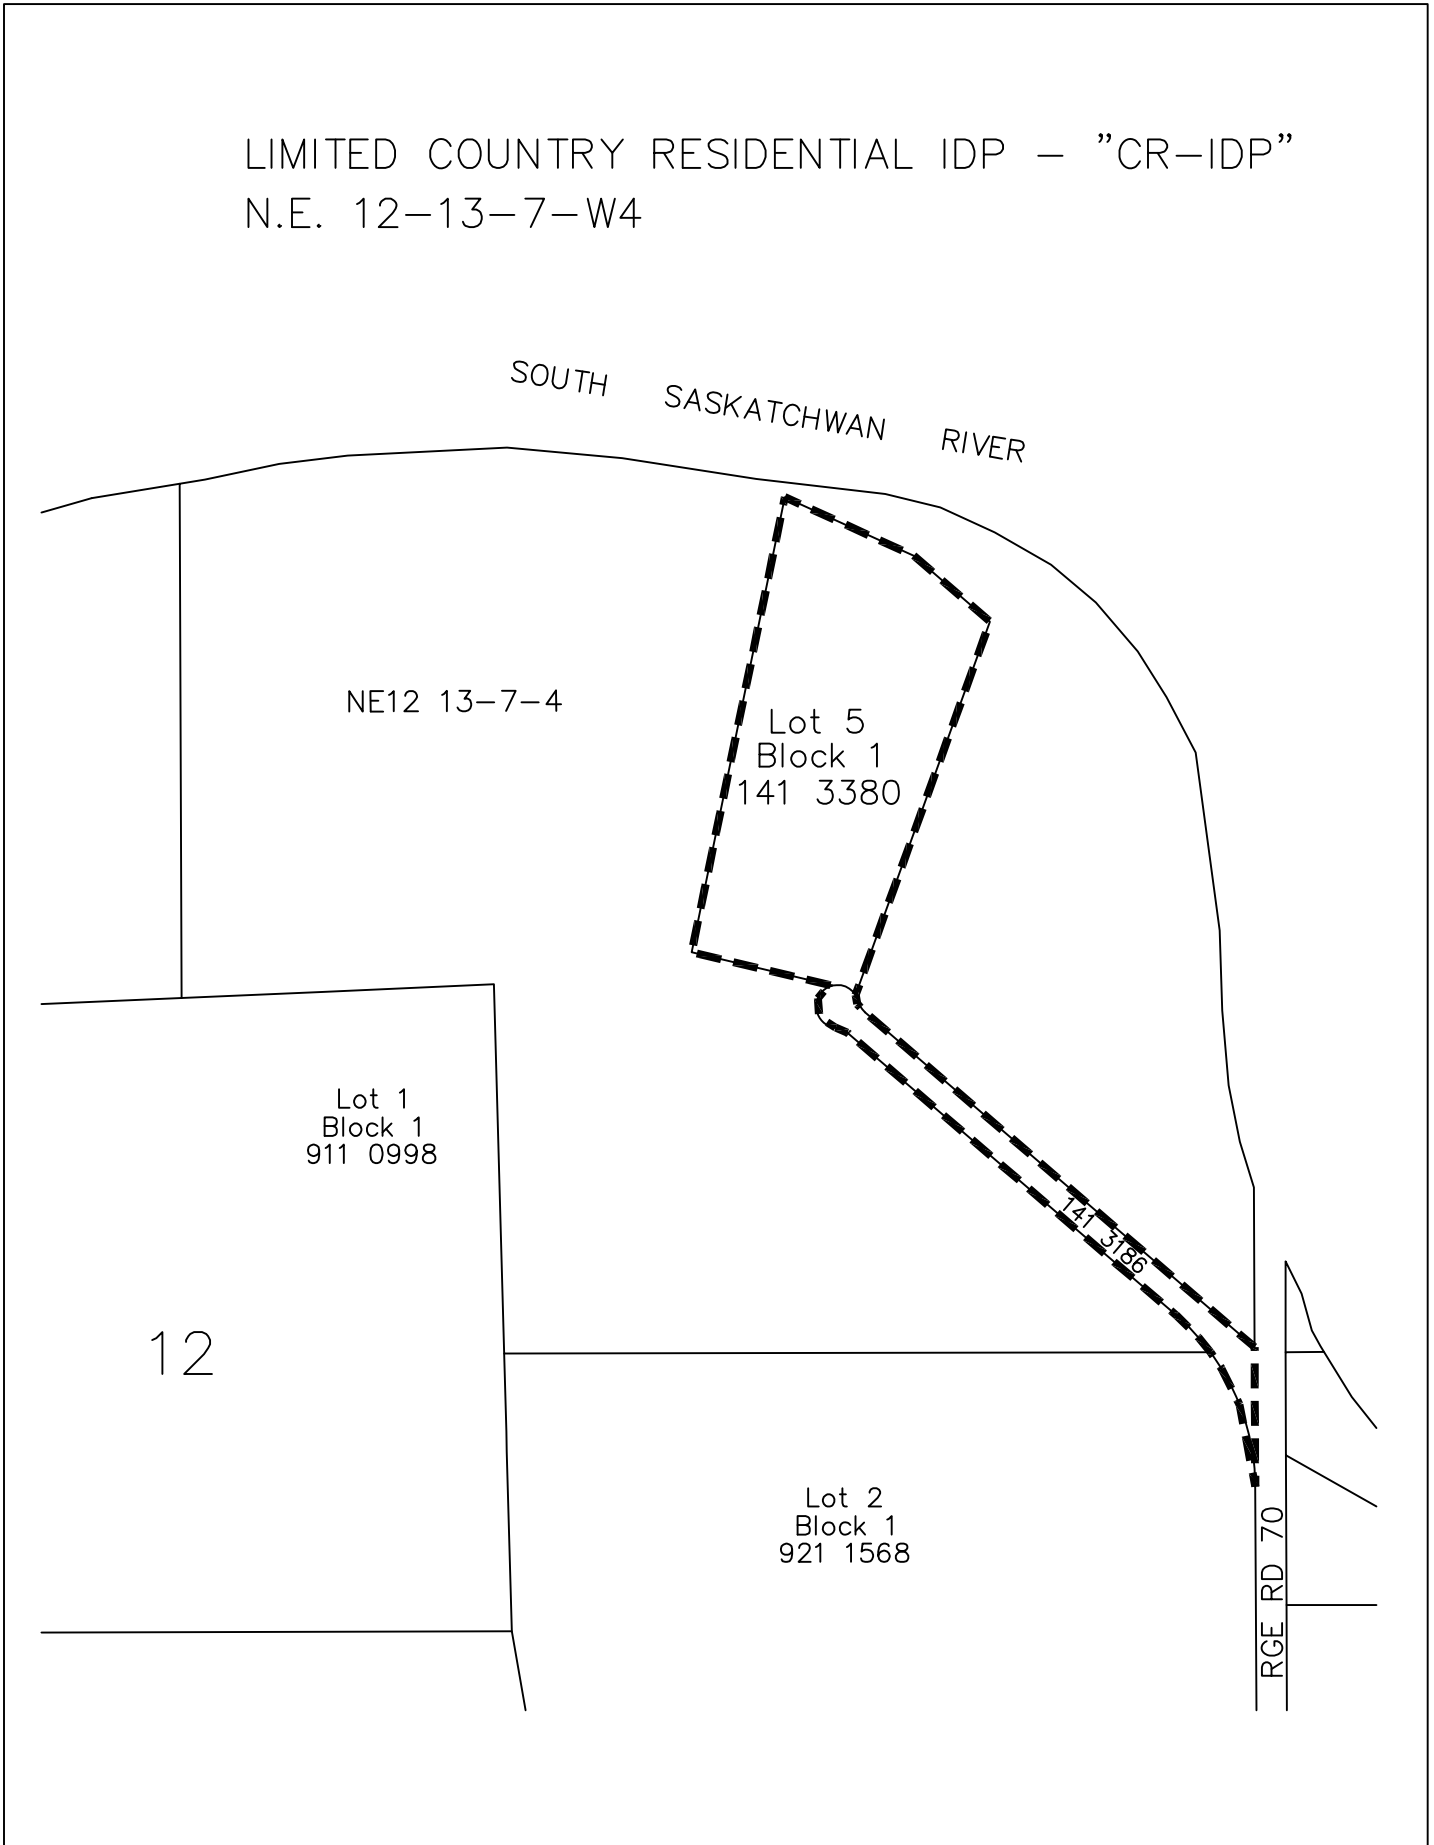 LIMITED COUNTRY RESIDENTIAL IDP – "CR–IDP"
N.E. 12–13–7–W4
SOUTH SASKATCHWAN RIVER
NE12 13–7–4
Lot 5
Block 1
141 3380
Lot 1
Block 1
911 0998
141 3186
12
Lot 2
Block 1
921 1568
RGE RD 70